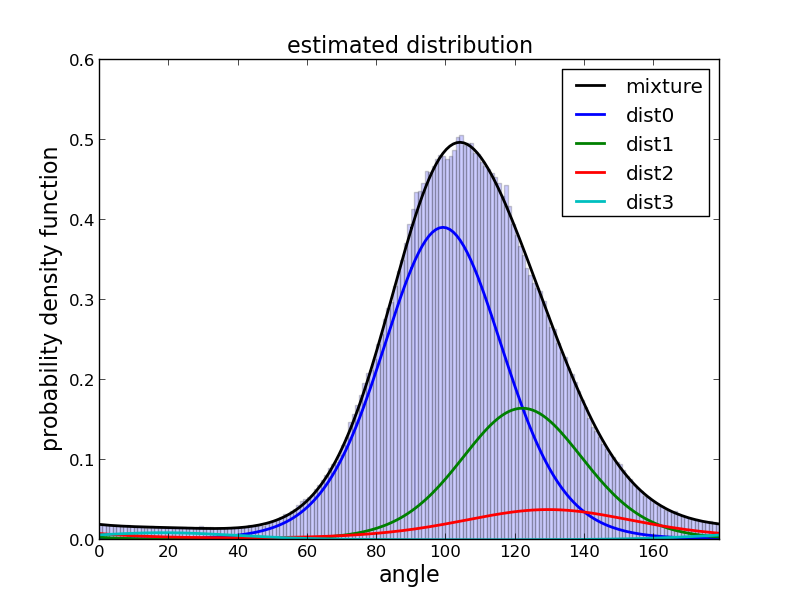 estimated distribution
probability density function
0.6
0.5
0.4
0.3
0.2
0.1
0.0
mixture
dist0
dist1
dist2
dist3
0 20 40 60 80 100 120 140 160
angle